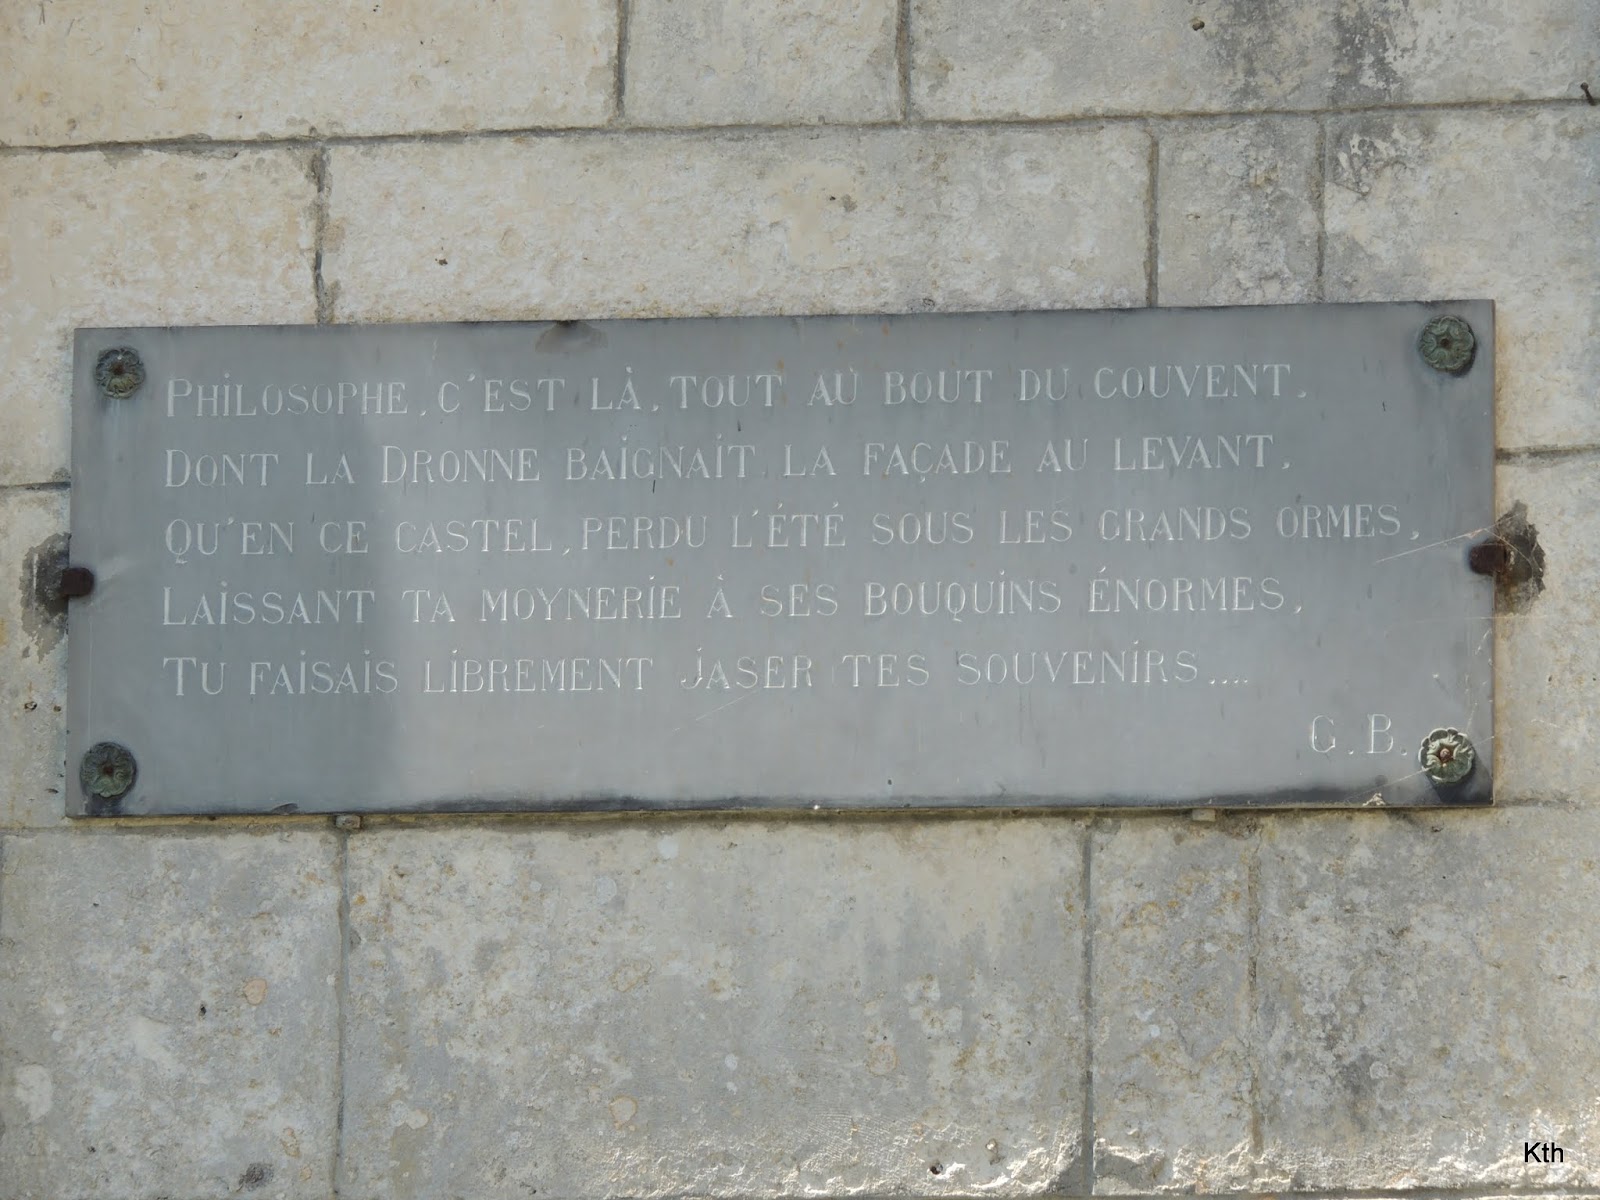 PHILOSOPHE, C'EST LÀ, TOUT AU BOUT DU COUVENT,
DONT LA DRONNE BAIGNAIT LA FAÇADE AU LEVANT,
QU'EN CE CASTEL, PERDU L'ÉTÉ SOUS LES GRANDS ORMES,
LAISSANT TA MOYNERIE À SES BOUQUINS ÉNORMES,
TU FAISAIS LIBREMENT JASER TES SOUVENIRS....
G.B.
Kth